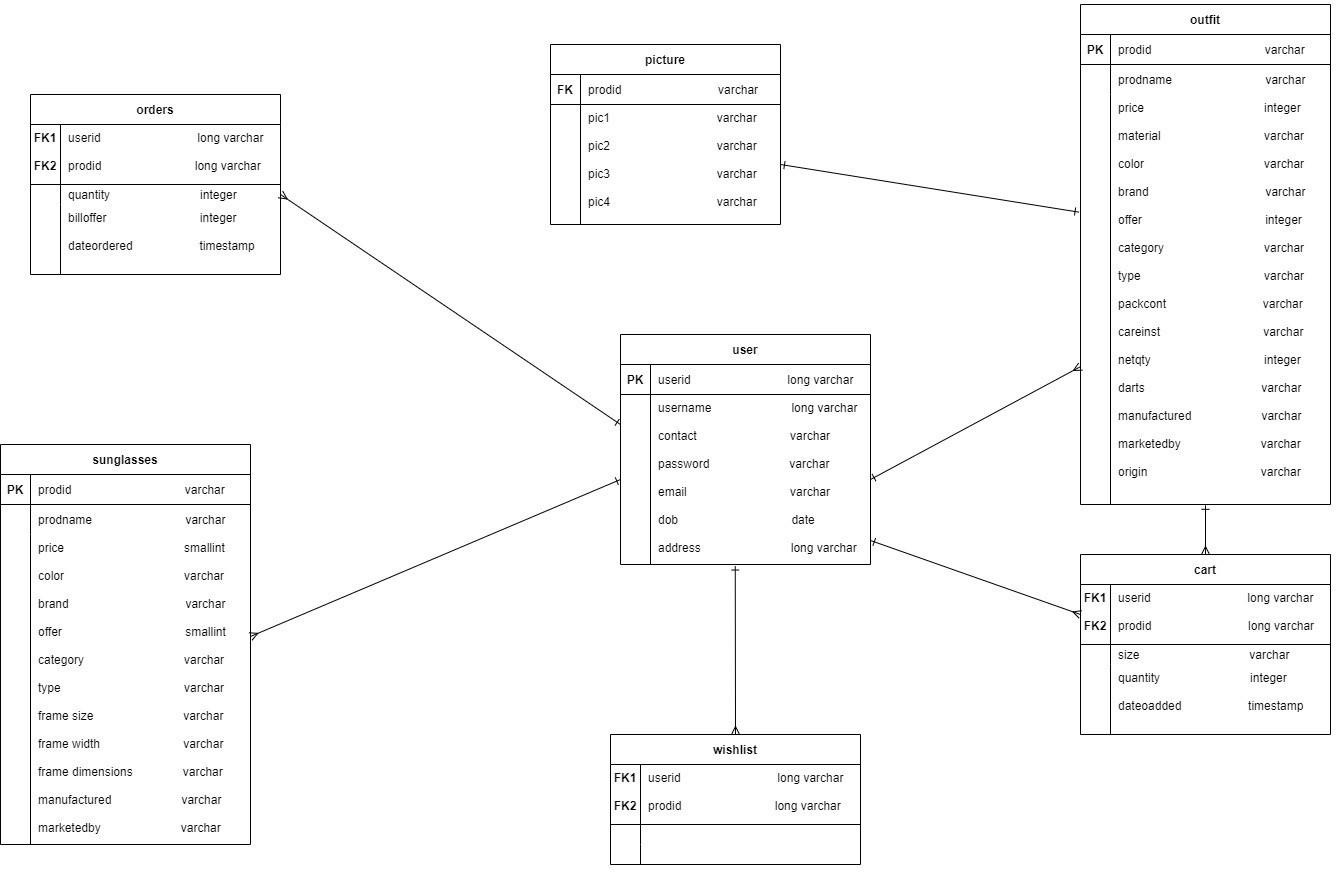 orders
FK1 userid long varchar
FK2 prodid long varchar
quantity integer
billoffer integer
dateordered timestamp
picture
FK prodid varchar
pic1 varchar
pic2 varchar
pic3 varchar
pic4 varchar
outfit
PK prodid varchar
prodname varchar
price integer
material varchar
color varchar
brand varchar
offer integer
category varchar
type varchar
packcont varchar
careinst varchar
netqty integer
darts varchar
manufactured varchar
marketedby varchar
origin varchar
user
PK userid long varchar
username long varchar
contact varchar
password varchar
email varchar
dob date
address long varchar
sunglasses
PK prodid varchar
prodname varchar
price smallint
color varchar
brand varchar
offer smallint
category varchar
type varchar
frame size varchar
frame width varchar
frame dimensions varchar
manufactured varchar
marketedby varchar
cart
FK1 userid long varchar
FK2 prodid long varchar
size varchar
quantity integer
dateoadded timestamp
wishlist
FK1 userid long varchar
FK2 prodid long varchar